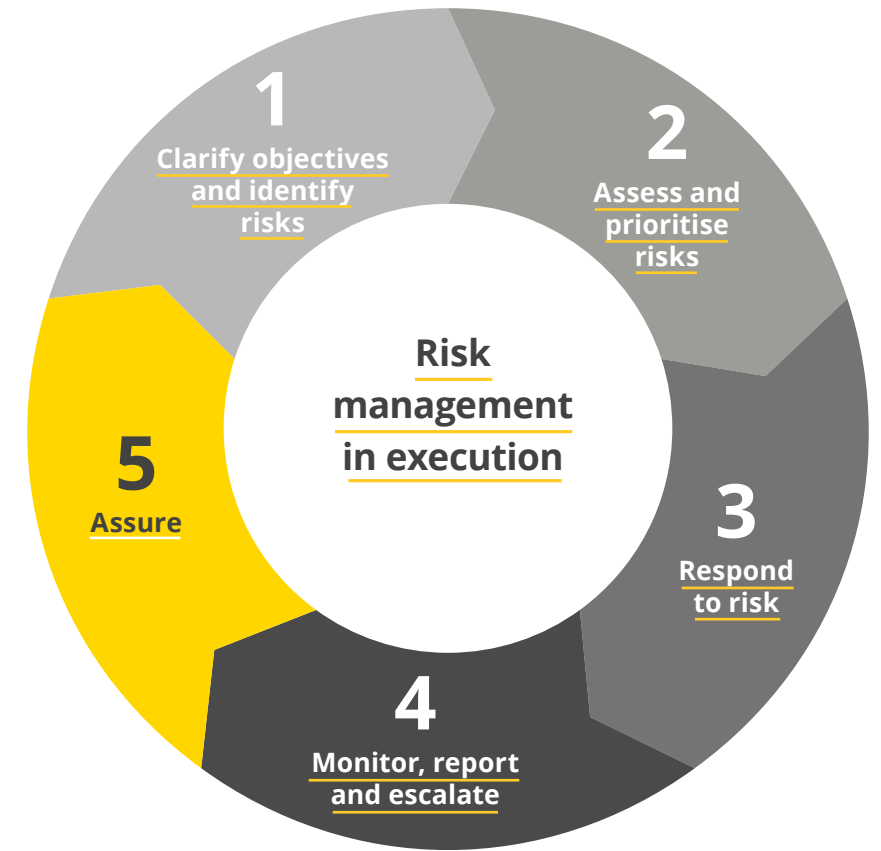 1
Clarify objectives
and identify
risks
2
Assess and
prioritise
risks
3
Respond
to risk
4
Monitor, report
and escalate
5
Assure
Risk
management
in execution